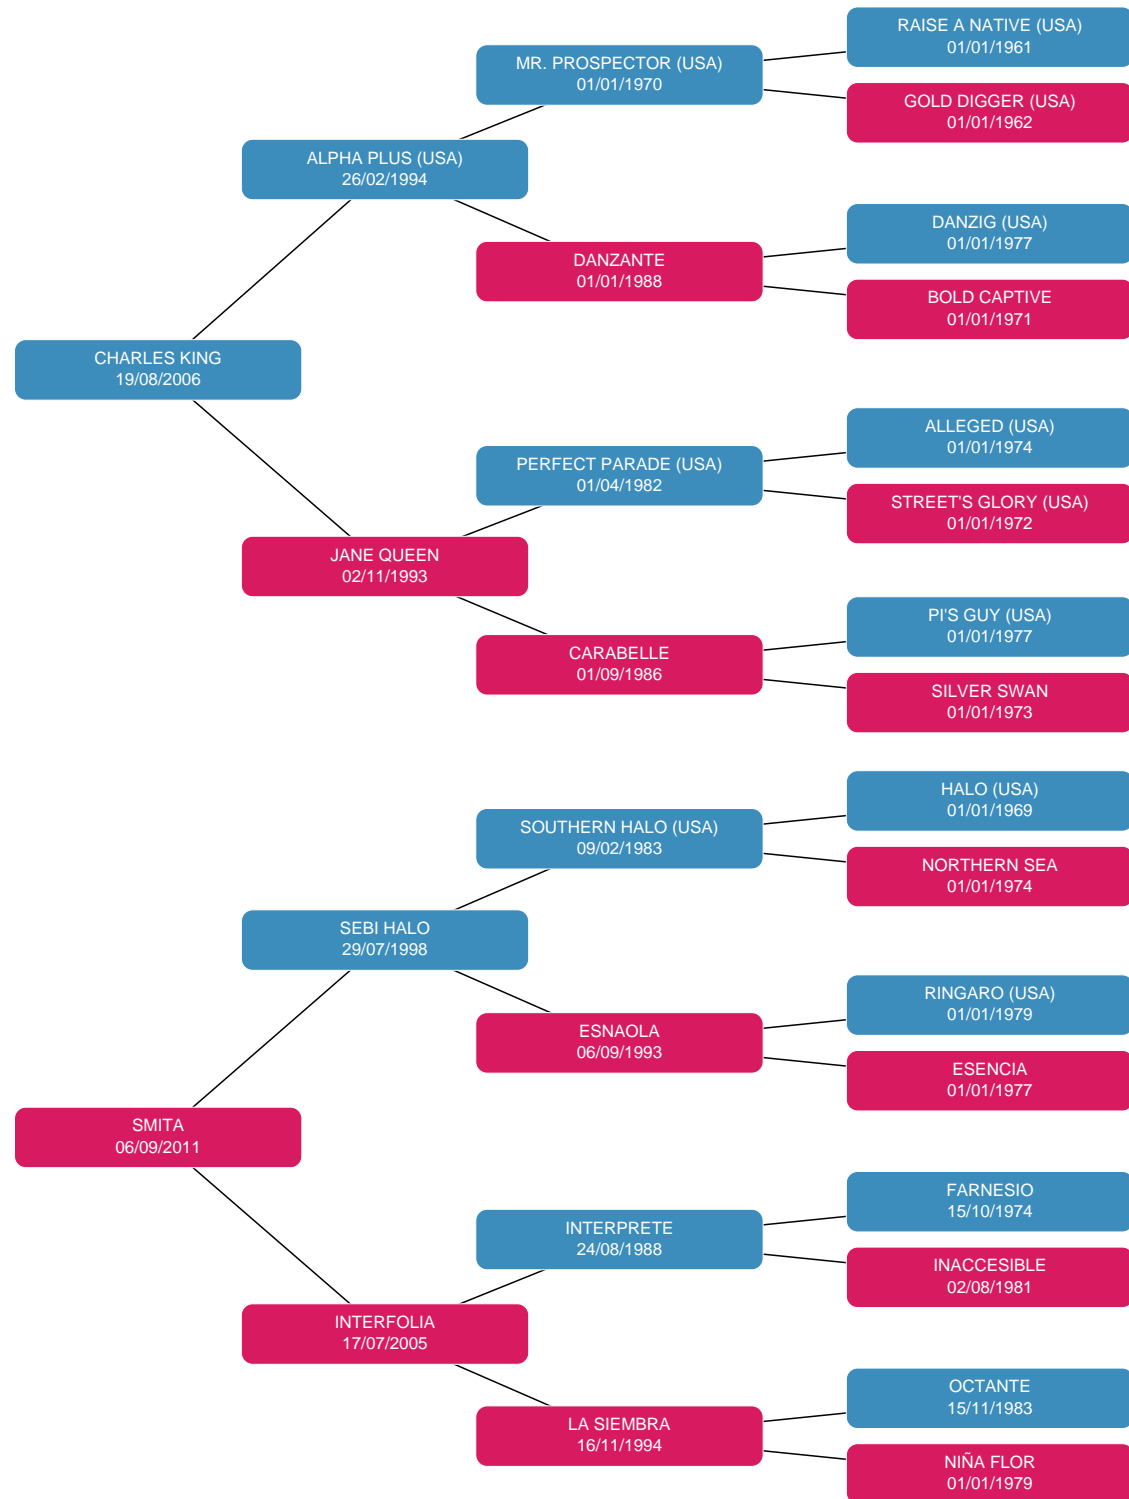 RAISE A NATIVE (USA)
01/01/1961
MR. PROSPECTOR (USA)
01/01/1970
GOLD DIGGER (USA)
01/01/1962
ALPHA PLUS (USA)
26/02/1994
DANZIG (USA)
01/01/1977
DANZANTE
01/01/1988
BOLD CAPTIVE
01/01/1971
CHARLES KING
19/08/2006
ALLEGED (USA)
01/01/1974
PERFECT PARADE (USA)
01/04/1982
STREET'S GLORY (USA)
01/01/1972
JANE QUEEN
02/11/1993
PI'S GUY (USA)
01/01/1977
CARABELLE
01/09/1986
SILVER SWAN
01/01/1973
HALO (USA)
01/01/1969
SOUTHERN HALO (USA)
09/02/1983
NORTHERN SEA
01/01/1974
SEBI HALO
29/07/1998
RINGARO (USA)
01/01/1979
ESNAOLA
06/09/1993
ESENCIA
01/01/1977
SMITA
06/09/2011
FARNESIO
15/10/1974
INTERPRETE
24/08/1988
INACCESIBLE
02/08/1981
INTERFOLIA
17/07/2005
OCTANTE
15/11/1983
LA SIEMBRA
16/11/1994
NIÑA FLOR
01/01/1979